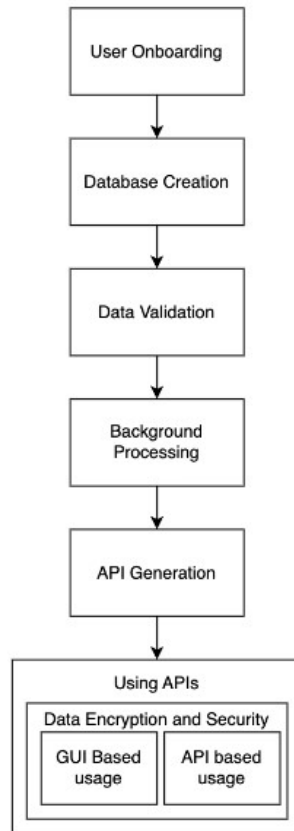 User Onboarding
Database Creation
Data Validation
Background
Processing
API Generation
Using APIs
Data Encryption and Security
GUI Based
usage
API based
usage